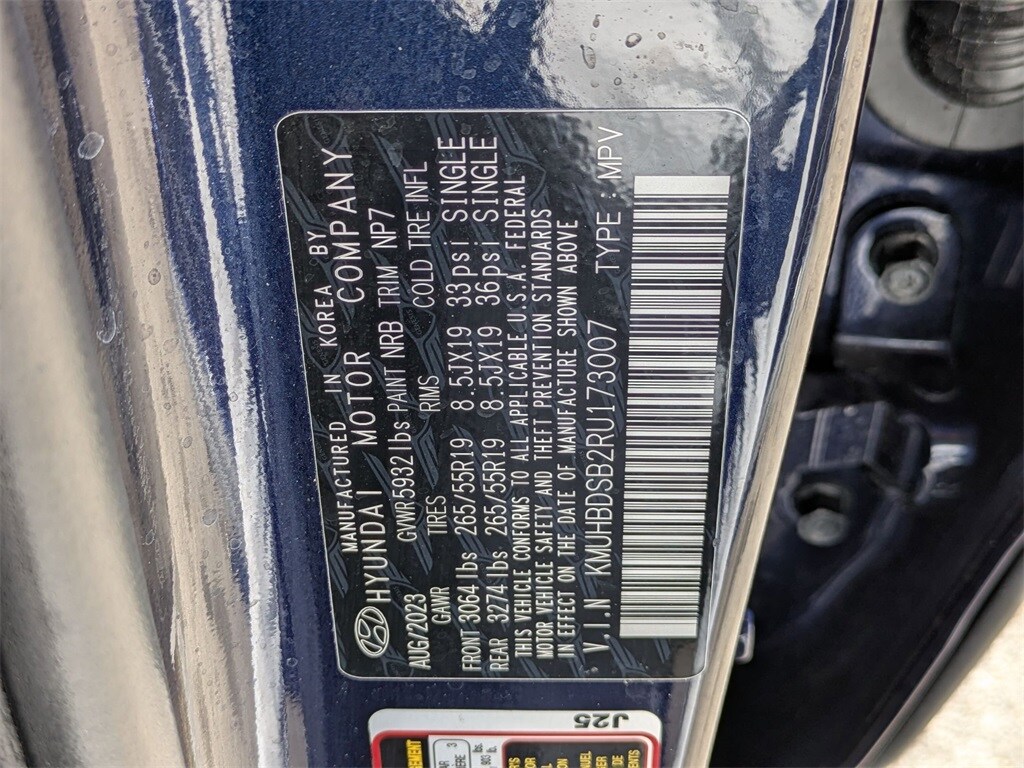 MANUFACTURED IN KOREA BY
HYUNDAI MOTOR COMPANY
AUG/2023 GVWR 5932 lbs PAINT NRB TRIM NP7
GAWR TIRES RIMS COLD TIRE INFL
FRONT 3064 lbs 265/55R19 8.5JX19 33psi SINGLE
REAR 3274 lbs 265/55R19 8.5JX19 36psi SINGLE
THIS VEHICLE CONFORMS TO ALL APPLICABLE U.S.A. FEDERAL
MOTOR VEHICLE SAFETY AND THEFT PREVENTION STANDARDS
IN EFFECT ON THE DATE OF MANUFACTURE SHOWN ABOVE
V.I.N KMUHBDSB2RU173007 TYPE : MPV
J25
3